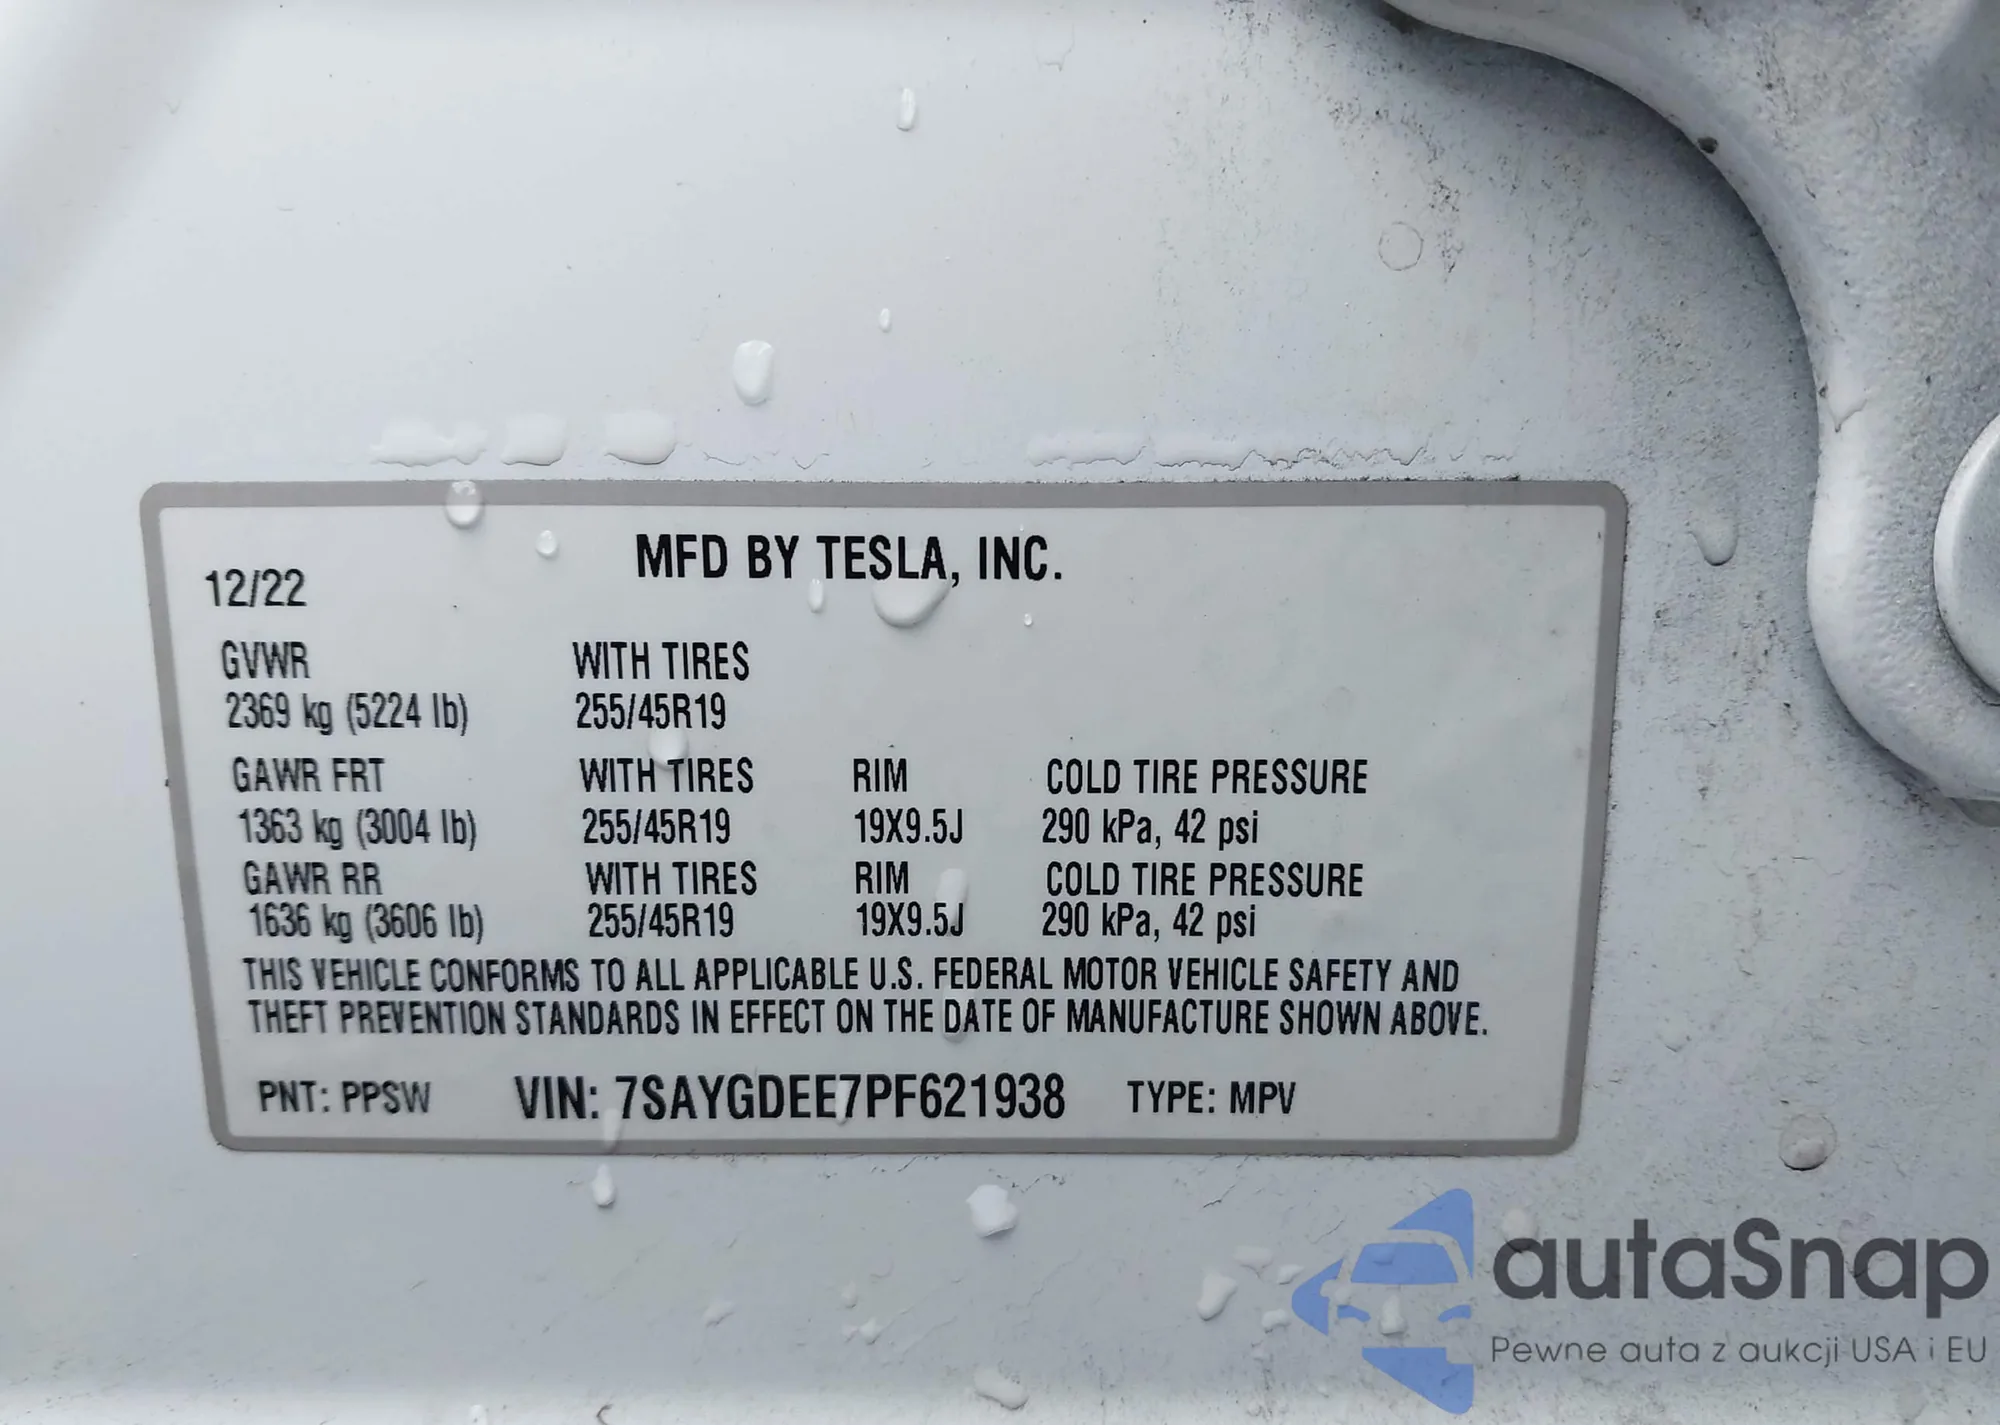 MFD BY TESLA, INC.
12/22
GVWR WITH TIRES
2369 kg (5224 lb) 255/45R19
GAWR FRT WITH TIRES RIM COLD TIRE PRESSURE
1363 kg (3004 lb) 255/45R19 19X9.5J 290 kPa, 42 psi
GAWR RR WITH TIRES RIM COLD TIRE PRESSURE
1636 kg (3606 lb) 255/45R19 19X9.5J 290 kPa, 42 psi
THIS VEHICLE CONFORMS TO ALL APPLICABLE U.S. FEDERAL MOTOR VEHICLE SAFETY AND
THEFT PREVENTION STANDARDS IN EFFECT ON THE DATE OF MANUFACTURE SHOWN ABOVE.
PNT: PPSW VIN: 7SAYGDEE7PF621938 TYPE: MPV
autaSnap
Pewne auta z aukcji USA i EU